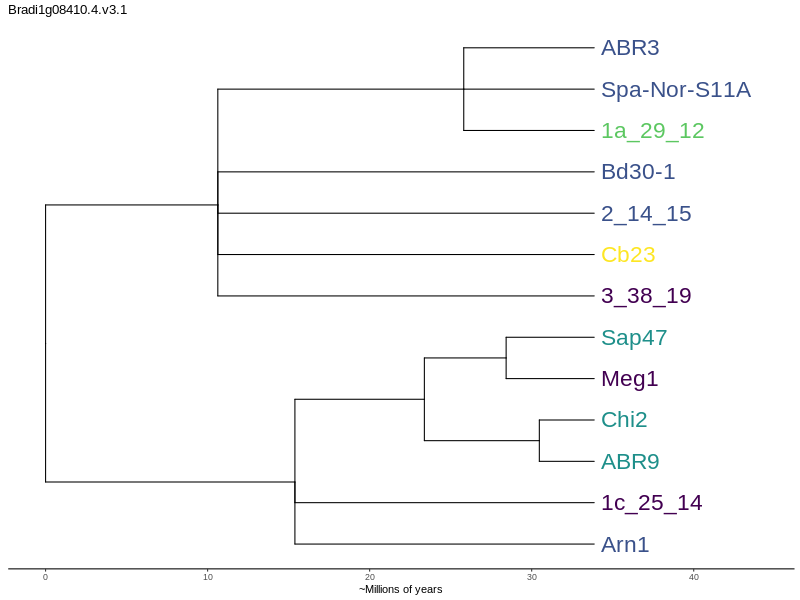 Bradi1g08410.4.v3.1
ABR3
Spa-Nor-S11A
1a_29_12
Bd30-1
2_14_15
Cb23
3_38_19
Sap47
Meg1
Chi2
ABR9
1c_25_14
Arn1
0 10 20 30 40
~Millions of years